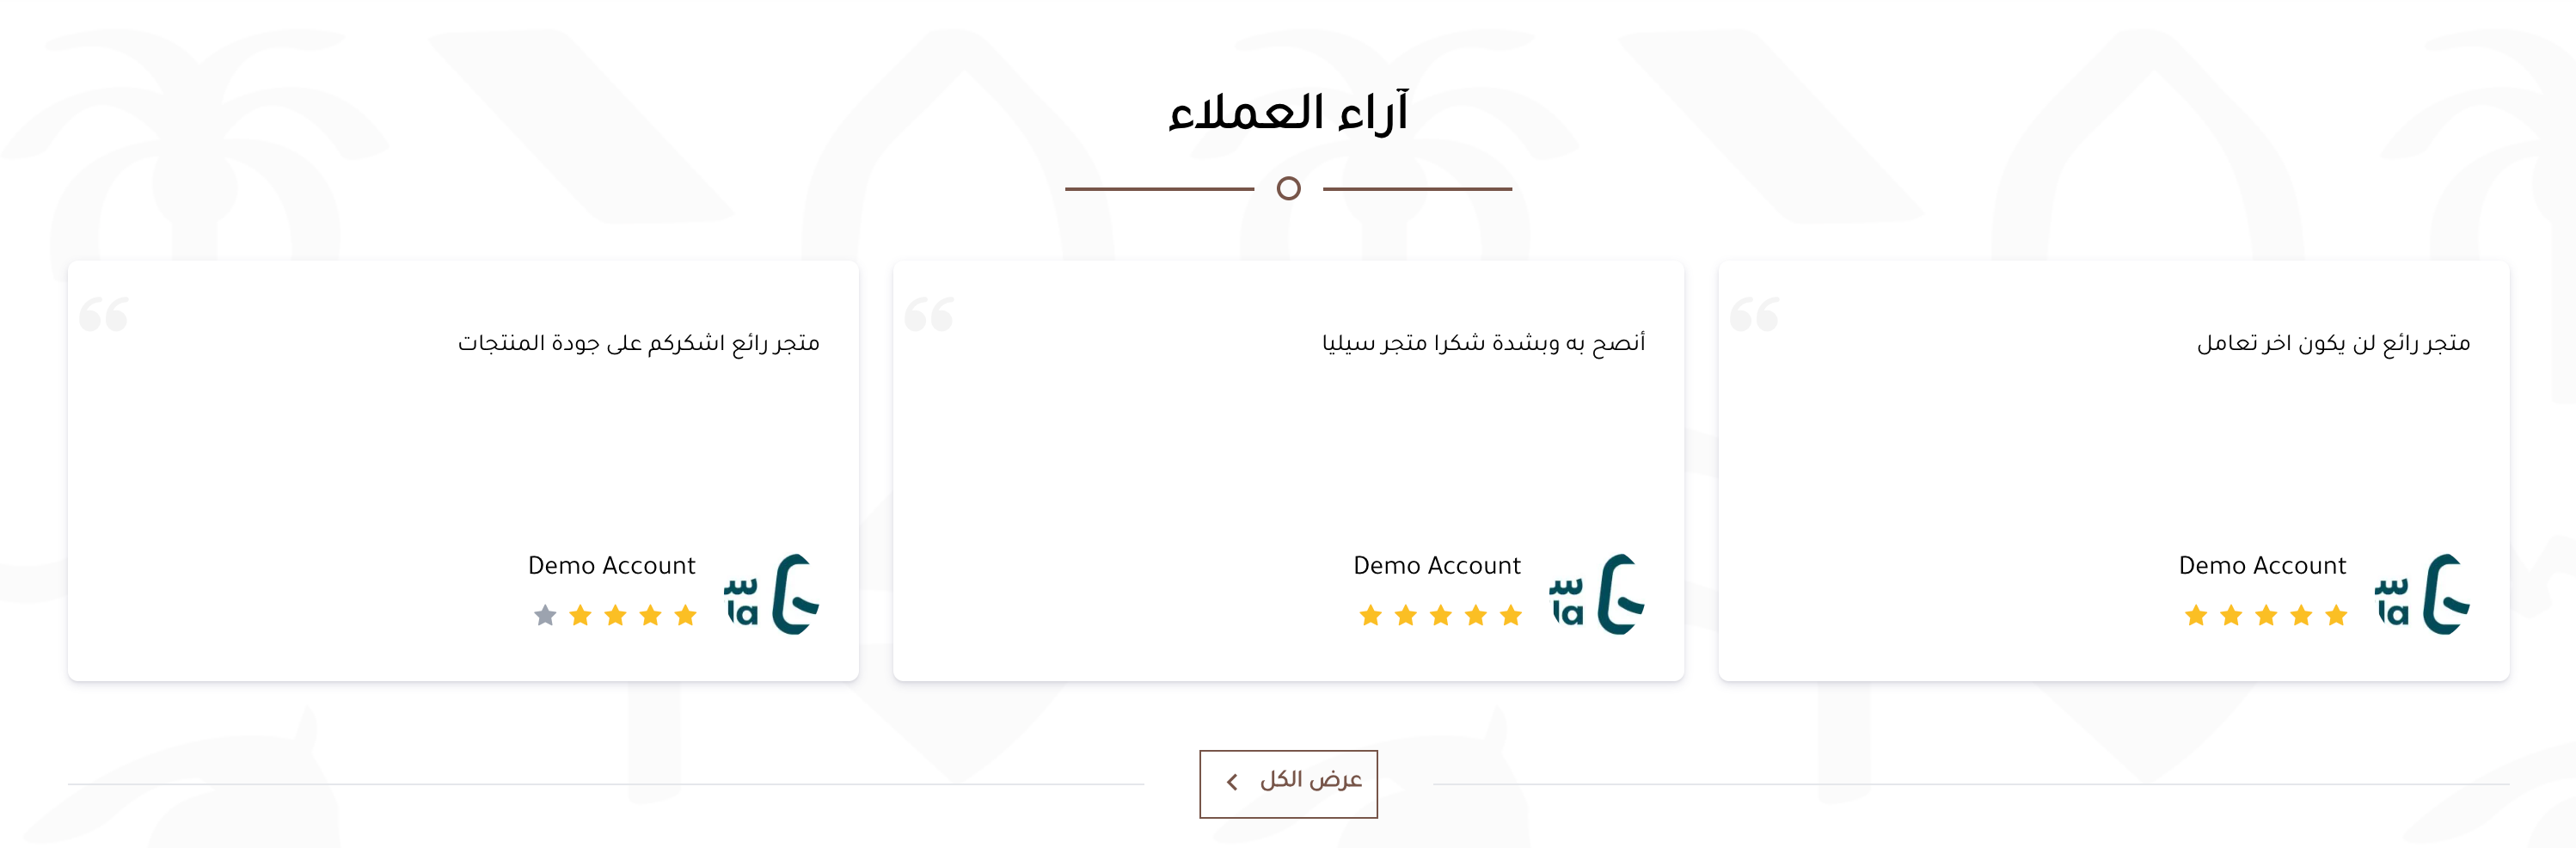 آراء العملاء
متجر رائع لن يكون اخر تعامل
Demo Account
أنصح به وبشدة شكرا متجر سيليا
Demo Account
متجر رائع اشكركم على جودة المنتجات
Demo Account
عرض الكل